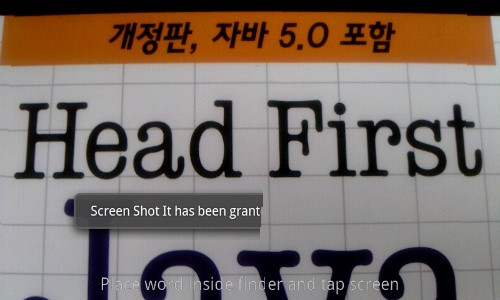 개정판, 자바 5.0 포함
Head First
Screen Shot It has been grant
Java
Place word inside finder and tap screen